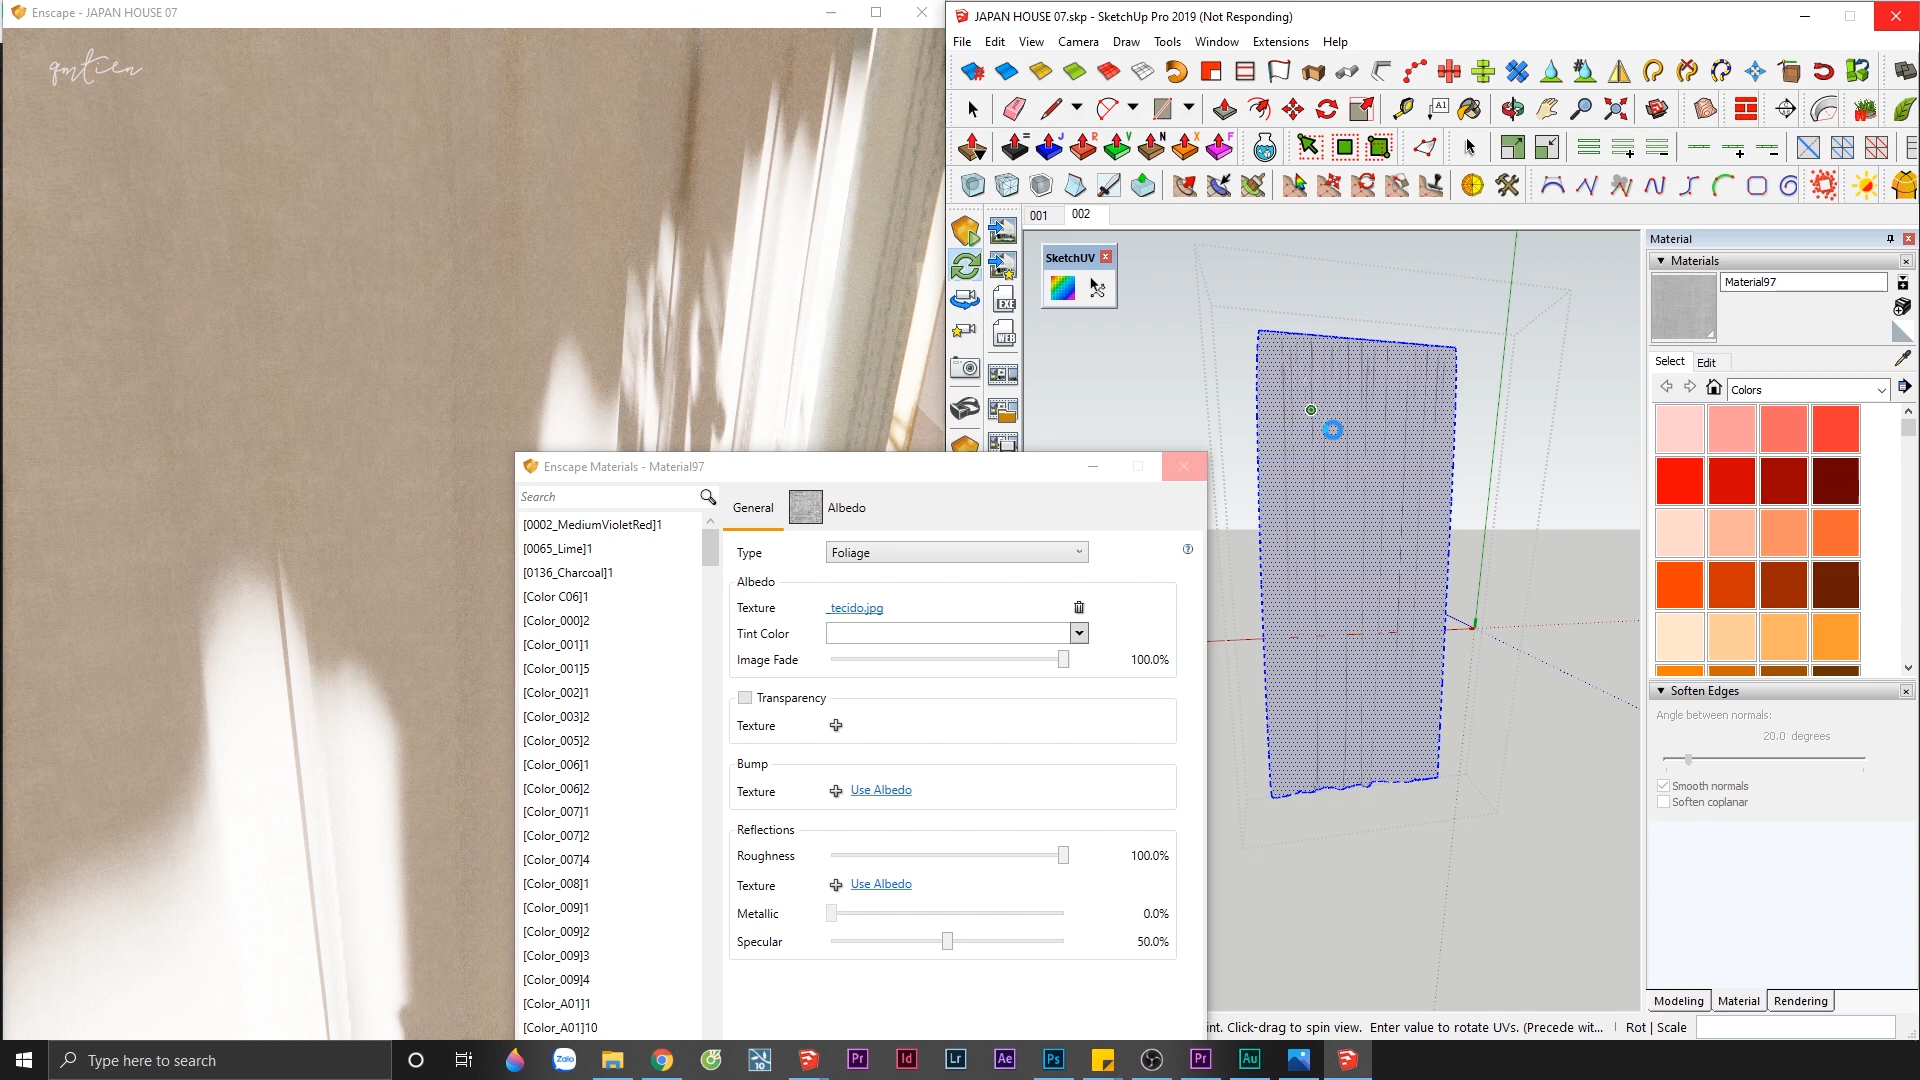 Enscape - JAPAN HOUSE 07
qmtien
JAPAN HOUSE 07.skp - SketchUp Pro 2019 (Not Responding)
File Edit View Camera Draw Tools Window Extensions Help
A1
= J R V N X F
001 002
EXE
WEB
SketchUV
Material
Materials
Material97
Select Edit
Colors
Soften Edges
Angle between normals:
20.0 degrees
Smooth normals
Soften coplanar
Modeling Material Rendering
int. Click-drag to spin view. Enter value to rotate UVs. (Precede wit... Rot | Scale
Enscape Materials - Material97
Search
[0002_MediumVioletRed]1
[0065_Lime]1
[0136_Charcoal]1
[Color C06]1
[Color_000]2
[Color_001]1
[Color_001]5
[Color_002]1
[Color_003]2
[Color_005]2
[Color_006]1
[Color_006]2
[Color_007]1
[Color_007]2
[Color_007]4
[Color_008]1
[Color_009]1
[Color_009]2
[Color_009]3
[Color_009]4
[Color_A01]1
[Color_A01]10
General Albedo
Type Foliage
Albedo
Texture _tecido.jpg
Tint Color
Image Fade 100.0%
Transparency
Texture
Bump
Texture Use Albedo
Reflections
Roughness 100.0%
Texture Use Albedo
Metallic 0.0%
Specular 50.0%
Type here to search
Zalo
10
Pr Id Lr Ae Ps Pr Au